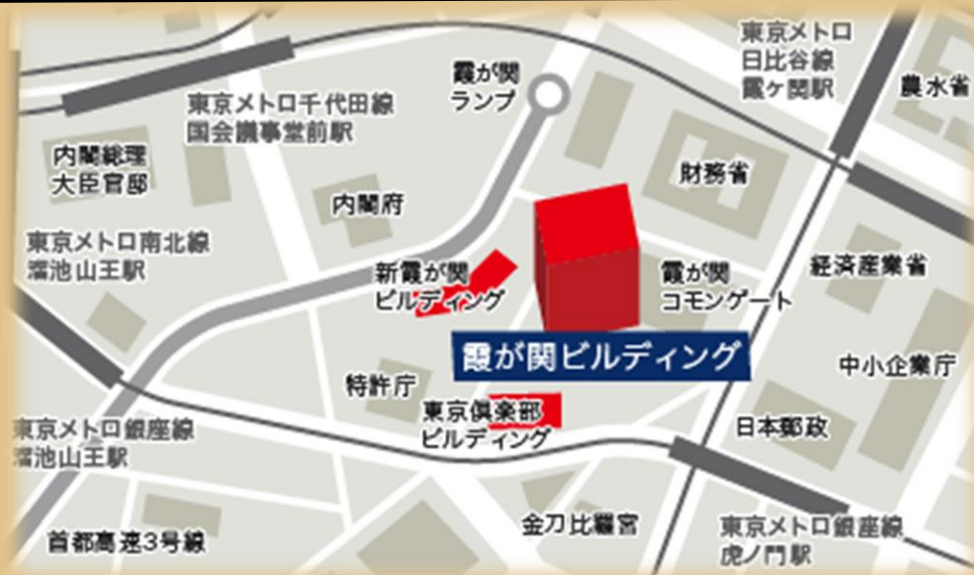 東京メトロ
日比谷線
霞ケ関駅
霞が関
ランプ
農水省
東京メトロ千代田線
国会議事堂前駅
内閣総理
大臣官邸
財務省
内閣府
東京メトロ南北線
溜池山王駅
新霞が関
ビルディング
霞が関
コモンゲート
経済産業省
霞が関ビルディング
中小企業庁
特許庁
東京倶楽部
ビルディング
日本郵政
東京メトロ銀座線
溜池山王駅
金刀比羅宮
東京メトロ銀座線
虎ノ門駅
首都高速3号線